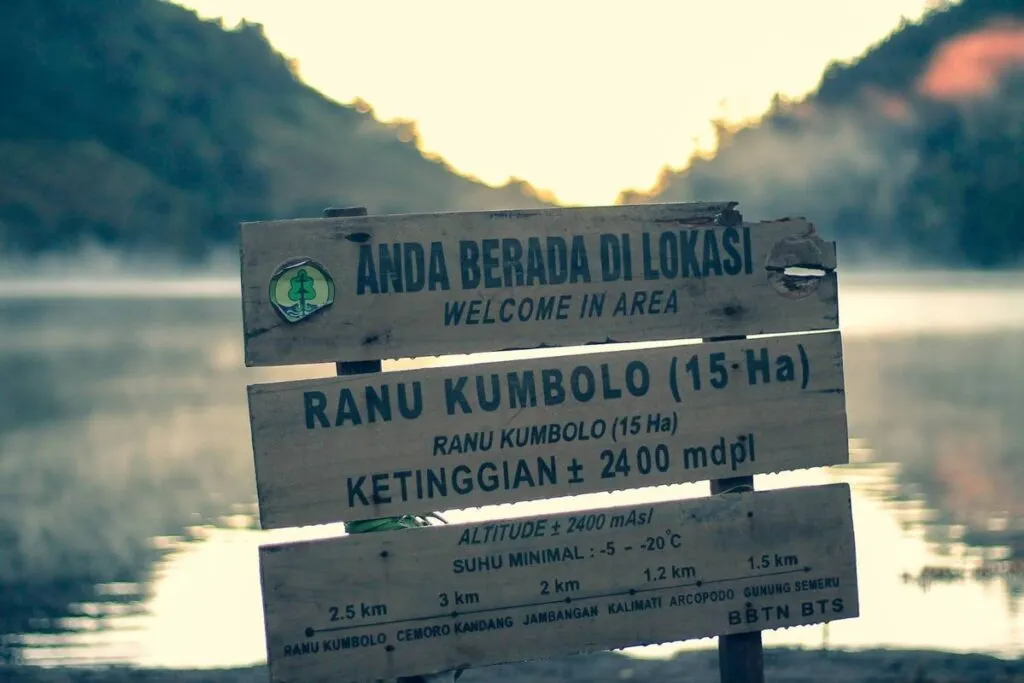 ANDA BERADA DI LOKASI
WELCOME IN AREA
RANU KUMBOLO (15 Ha)
RANU KUMBOLO (15 Ha)
KETINGGIAN ± 2400 mdpl
ALTITUDE ± 2400 mAsl
SUHU MINIMAL : -5 - -20°C
2.5 km 3 km 2 km 1.2 km 1.5 km
RANU KUMBOLO CEMORO KANDANG JAMBANGAN KALIMATI ARCOPODO GUNUNG SEMERU
BBTN BTS